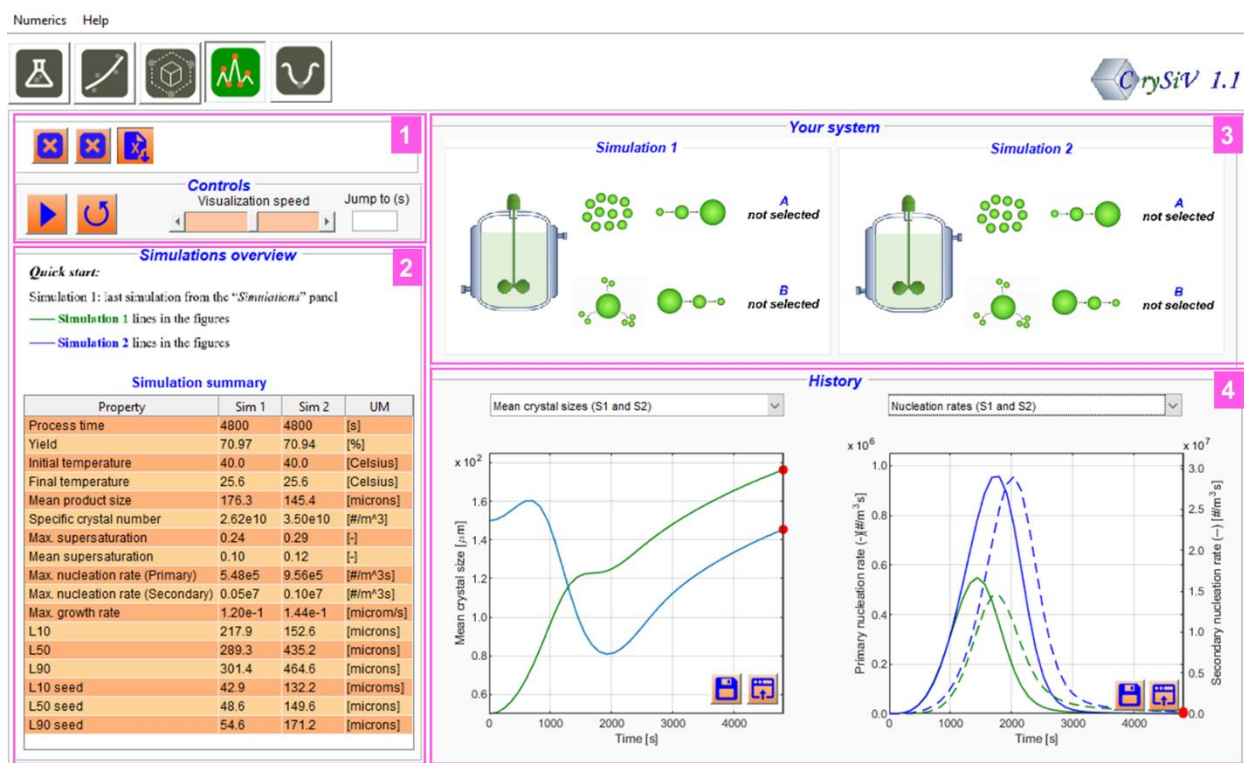 Numerics Help
CrySiV 1.1
1
Controls
Visualization speed
Jump to (s)
2
Simulations overview
Quick start:
Simulation 1: last simulation from the “Simulations” panel
Simulation 1 lines in the figures
Simulation 2 lines in the figures
Simulation summary
Property Sim 1 Sim 2 UM
Process time 4800 4800 [s]
Yield 70.97 70.94 [%]
Initial temperature 40.0 40.0 [Celsius]
Final temperature 25.6 25.6 [Celsius]
Mean product size 176.3 145.4 [microns]
Specific crystal number 2.62e10 3.50e10 [#/m^3]
Max. supersaturation 0.24 0.29 [-]
Mean supersaturation 0.10 0.12 [-]
Max. nucleation rate (Primary) 5.48e5 9.56e5 [#/m^3s]
Max. nucleation rate (Secondary) 0.05e7 0.10e7 [#/m^3s]
Max. growth rate 1.20e-1 1.44e-1 [microm/s]
L10 217.9 152.6 [microns]
L50 289.3 435.2 [microns]
L90 301.4 464.6 [microns]
L10 seed 42.9 132.2 [microms]
L50 seed 48.6 149.6 [microns]
L90 seed 54.6 171.2 [microns]
3
Your system
Simulation 1
A
not selected
B
not selected
Simulation 2
A
not selected
B
not selected
4
History
Mean crystal sizes (S1 and S2)
x 10²
1.6
1.4
1.2
1.0
0.8
0.6
Mean crystal size [μm]
0 1000 2000 3000 4000
Time [s]
Nucleation rates (S1 and S2)
x 10⁶
1.0
0.8
0.6
0.4
0.2
0.0
Primary nucleation rate (-)[#/m³s]
x 10⁷
3.0
2.5
2.0
1.5
1.0
0.5
0.0
Secondary nucleation rate (--) [#/m³s]
0 1000 2000 3000 4000
Time [s]